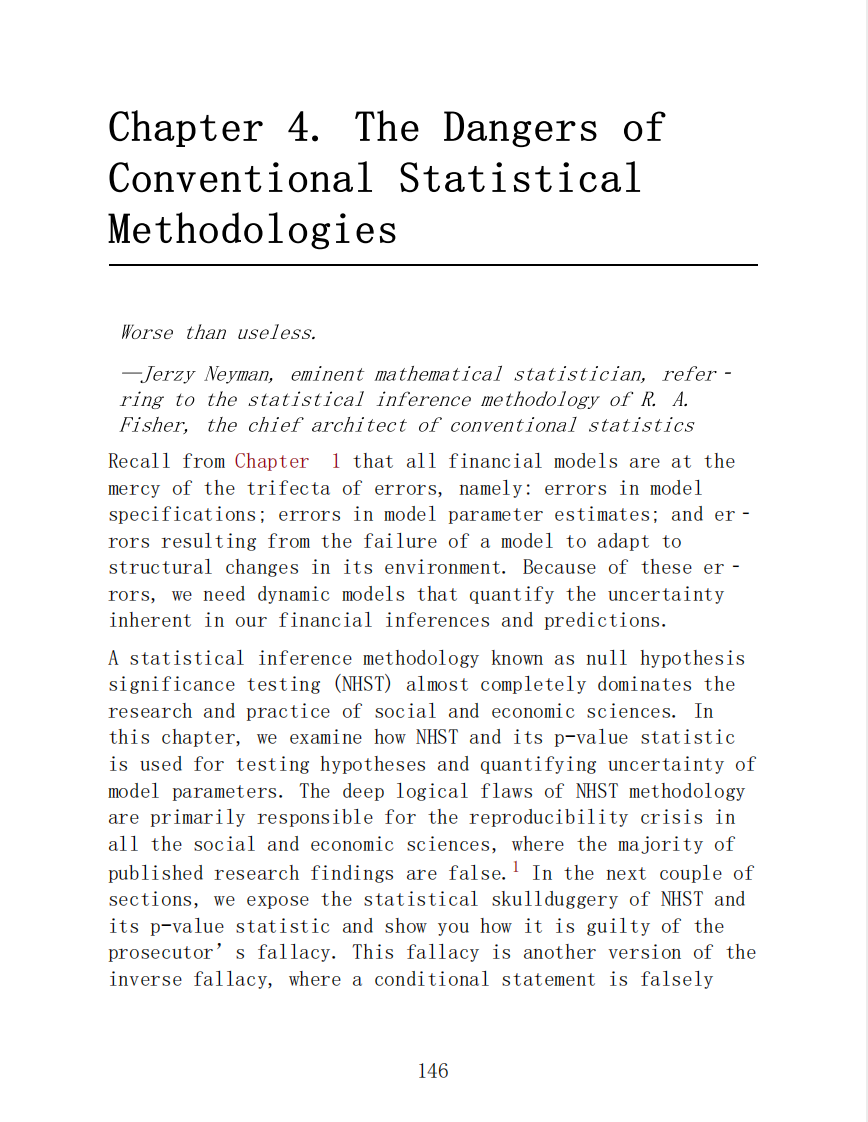 Chapter 4. The Dangers of
Conventional Statistical
Methodologies
Worse than useless.
—Jerzy Neyman, eminent mathematical statistician, refer‐
ring to the statistical inference methodology of R. A.
Fisher, the chief architect of conventional statistics
Recall from Chapter 1 that all financial models are at the
mercy of the trifecta of errors, namely: errors in model
specifications; errors in model parameter estimates; and er‐
rors resulting from the failure of a model to adapt to
structural changes in its environment. Because of these er‐
rors, we need dynamic models that quantify the uncertainty
inherent in our financial inferences and predictions.
A statistical inference methodology known as null hypothesis
significance testing (NHST) almost completely dominates the
research and practice of social and economic sciences. In
this chapter, we examine how NHST and its p-value statistic
is used for testing hypotheses and quantifying uncertainty of
model parameters. The deep logical flaws of NHST methodology
are primarily responsible for the reproducibility crisis in
all the social and economic sciences, where the majority of
published research findings are false.1 In the next couple of
sections, we expose the statistical skullduggery of NHST and
its p-value statistic and show you how it is guilty of the
prosecutor’s fallacy. This fallacy is another version of the
inverse fallacy, where a conditional statement is falsely
146